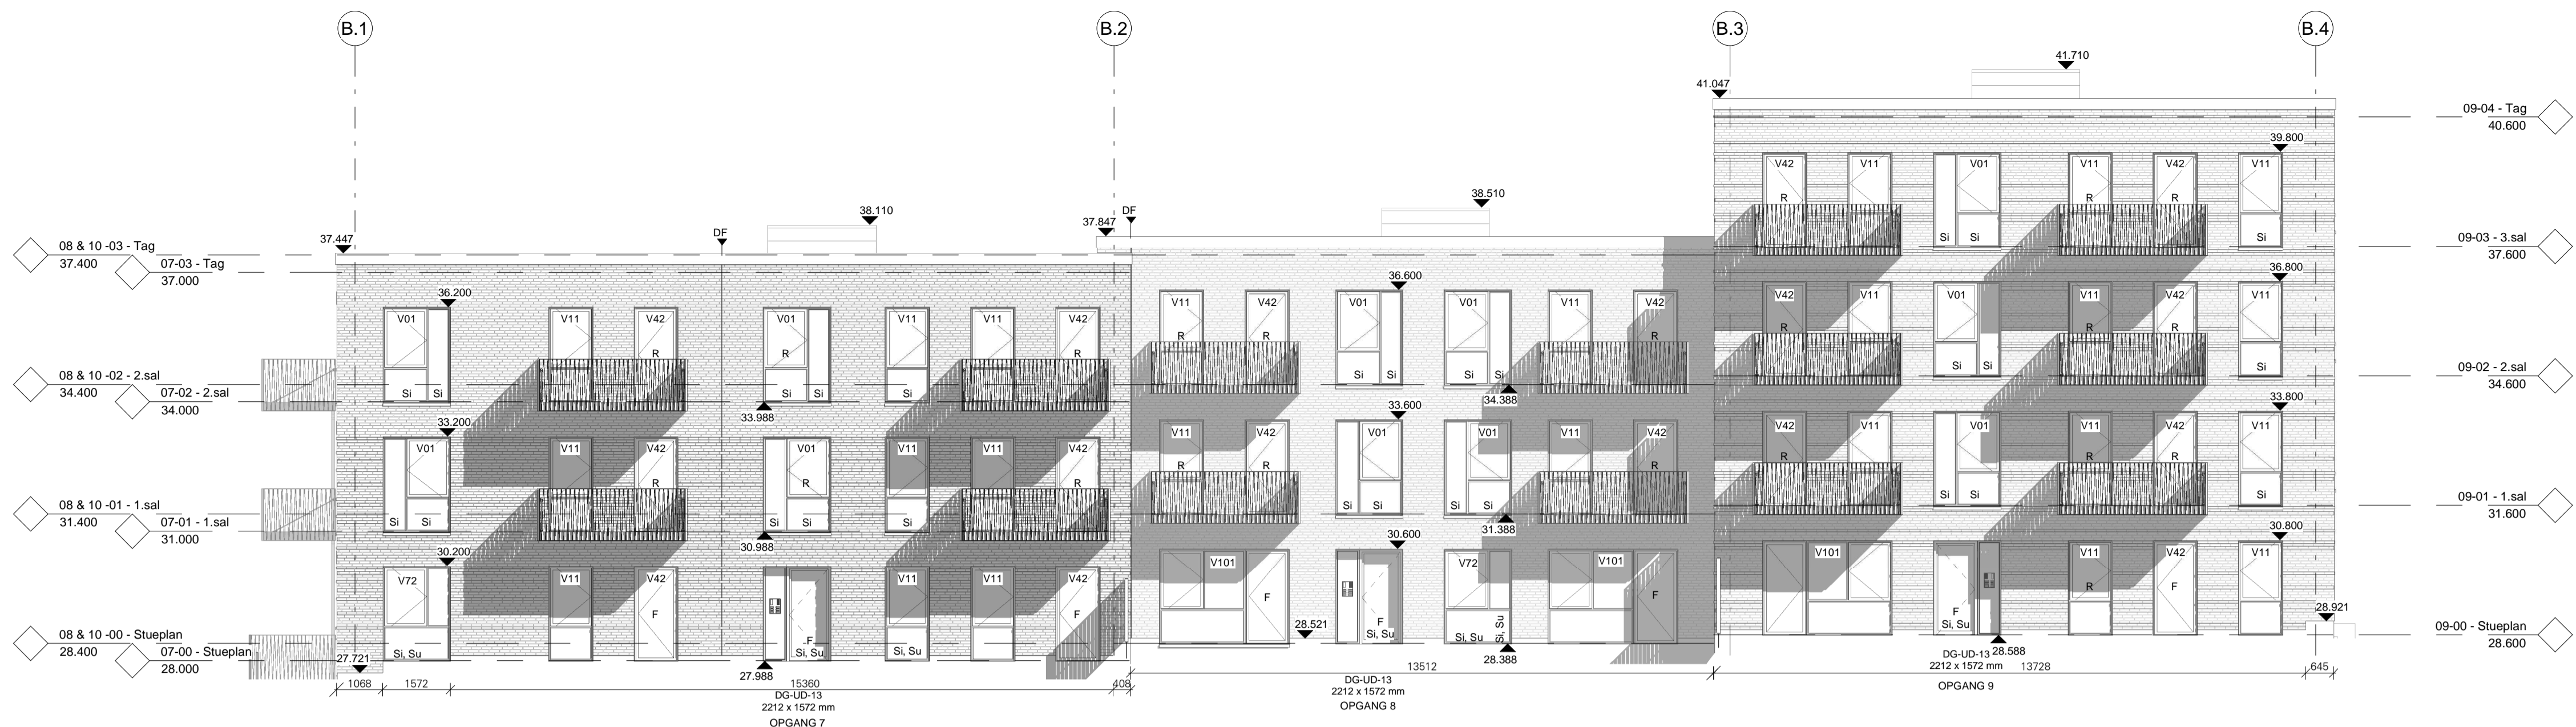 B.1
B.2
B.3
B.4
41.710
41.047
09-04 - Tag
40.600
39.800
V42
V11
V01
V11
V42
V11
R
R
R
Si
Si
Si
38.510
38.110
DF
37.847
DF
37.447
08 & 10 -03 - Tag
37.400
07-03 - Tag
37.000
09-03 - 3.sal
37.600
36.200
36.600
36.800
V01
V11
V42
V01
V11
V11
V42
V11
V42
V01
V01
V11
V42
V42
V11
V01
V11
V42
V11
R
R
R
R
R
R
R
R
R
Si
Si
Si
Si
Si
Si
Si
Si
Si
Si
Si
Si
08 & 10 -02 - 2.sal
34.400
07-02 - 2.sal
34.000
09-02 - 2.sal
34.600
33.988
34.388
33.200
33.600
33.800
V01
V11
V42
V01
V11
V11
V42
V11
V42
V01
V01
V11
V42
V42
V11
V01
V11
V42
V11
R
R
R
R
R
R
R
R
R
Si
Si
Si
Si
Si
Si
Si
Si
Si
Si
Si
Si
08 & 10 -01 - 1.sal
31.400
07-01 - 1.sal
31.000
09-01 - 1.sal
31.600
30.988
31.388
30.200
30.600
30.800
V72
V11
V42
V11
V11
V42
V101
V72
V101
V101
V11
V42
V11
F
F
F
F
F
F
R
F
F
Si, Su
Si, Su
Si, Su
Si, Su
Si, Su
Si, Su
Si, Su
08 & 10 -00 - Stueplan
28.400
07-00 - Stueplan
28.000
27.721
28.521
28.921
09-00 - Stueplan
28.600
27.988
28.388
28.588
1068
1572
15360
408
13512
13728
645
DG-UD-13
2212 x 1572 mm
OPGANG 7
DG-UD-13
2212 x 1572 mm
OPGANG 8
DG-UD-13
2212 x 1572 mm
OPGANG 9